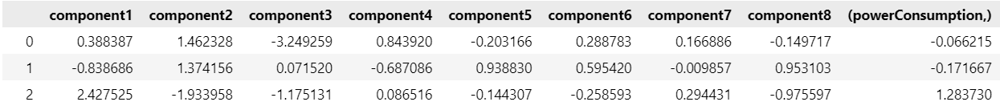 component1 component2 component3 component4 component5 component6 component7 component8 (powerConsumption,)
0 0.388387 1.462328 -3.249259 0.843920 -0.203166 0.288783 0.166886 -0.149717 -0.066215
1 -0.838686 1.374156 0.071520 -0.687086 0.938830 0.595420 -0.009857 0.953103 -0.171667
2 2.427525 -1.933958 -1.175131 0.086516 -0.144307 -0.258593 0.294431 -0.975597 1.283730